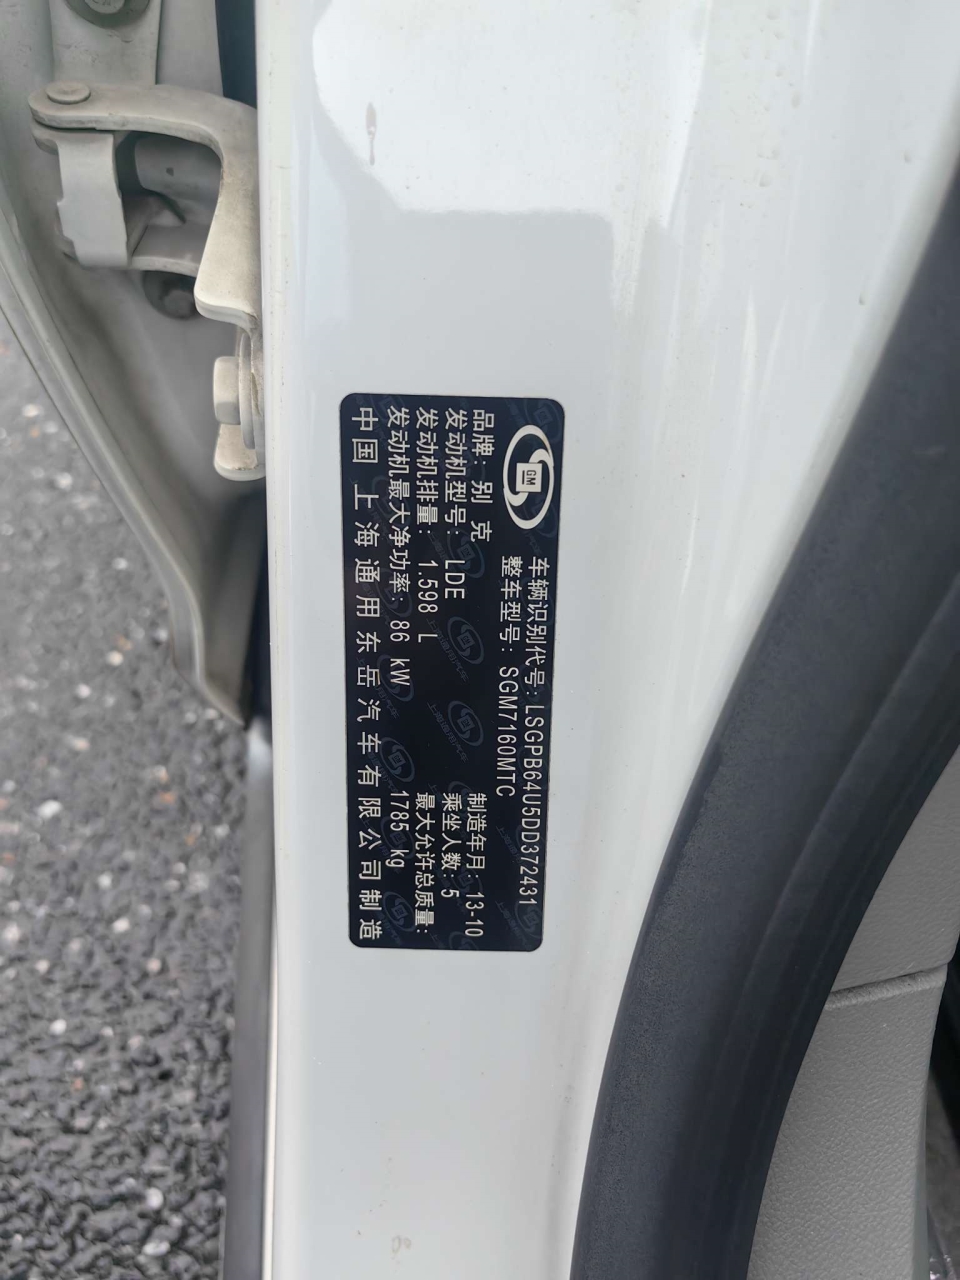 GM
车辆识别代号：LSGPB64U5DD372431
整车型号：SGM7160MTC
品牌：别 克
制造年月：13-10
发动机型号：LDE
乘坐人数：5
发动机排量：1.598 L
最大允许总质量：
发动机最大净功率：86 kW
1785 kg
中国 上海通用东岳汽车有限公司制造